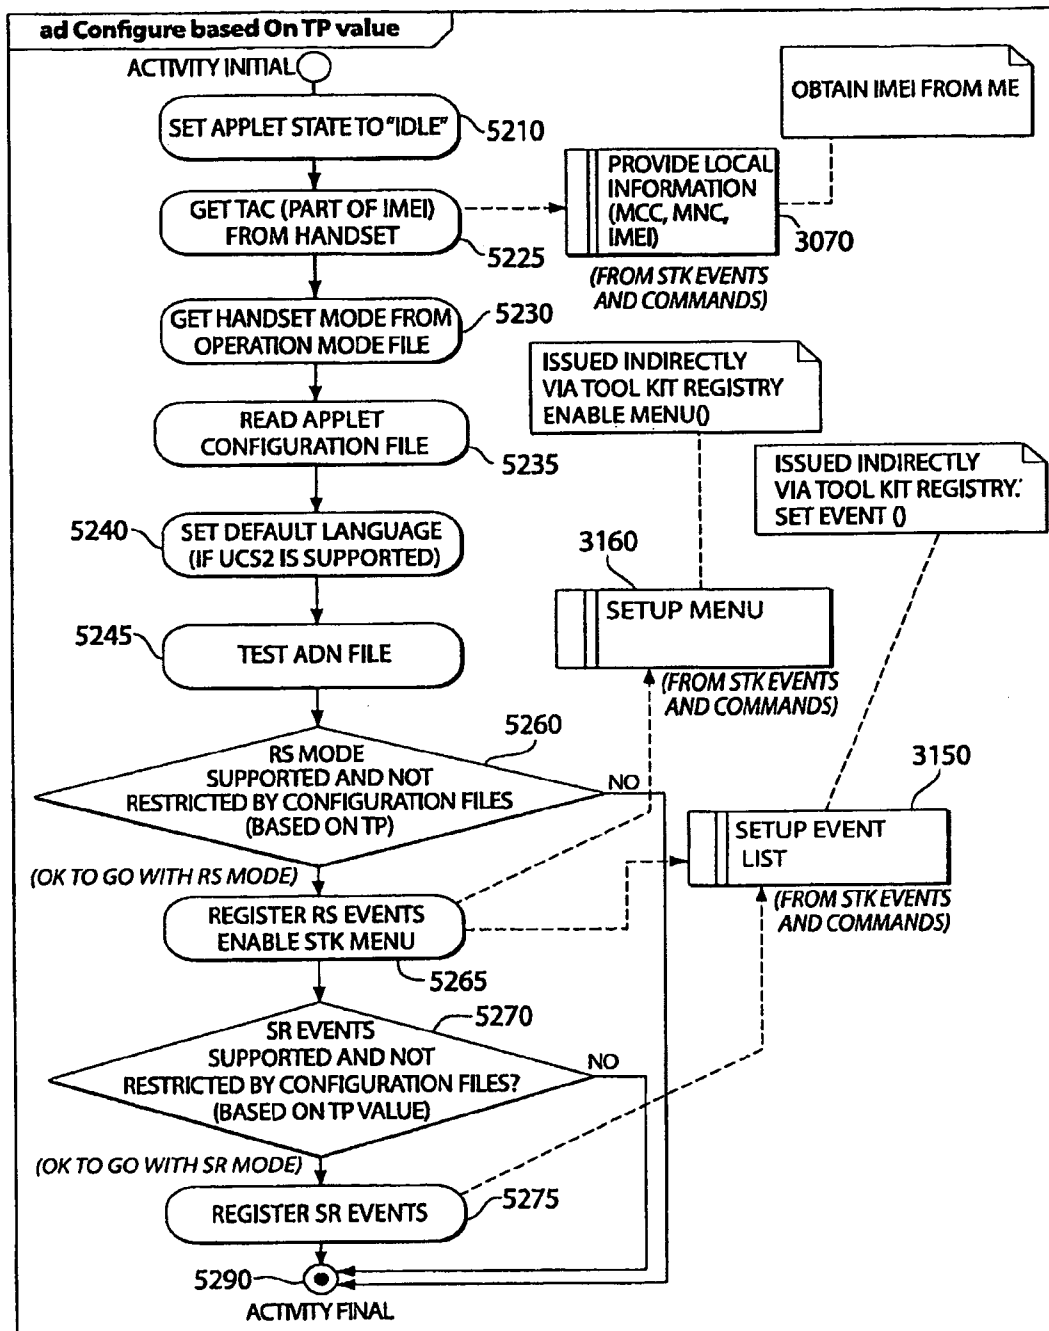 ad Configure based On TP value
ACTIVITY INITIAL
SET APPLET STATE TO "IDLE"
5210
OBTAIN IMEI FROM ME
GET TAC (PART OF IMEI)
FROM HANDSET
5225
PROVIDE LOCAL
INFORMATION
(MCC, MNC,
IMEI)
3070
(FROM STK EVENTS
AND COMMANDS)
GET HANDSET MODE FROM
OPERATION MODE FILE
5230
ISSUED INDIRECTLY
VIA TOOL KIT REGISTRY
ENABLE MENU()
READ APPLET
CONFIGURATION FILE
5235
ISSUED INDIRECTLY
VIA TOOL KIT REGISTRY.
SET EVENT ()
5240
SET DEFAULT LANGUAGE
(IF UCS2 IS SUPPORTED)
3160
SETUP MENU
(FROM STK EVENTS
AND COMMANDS)
5245
TEST ADN FILE
5260
RS MODE
SUPPORTED AND NOT
RESTRICTED BY CONFIGURATION FILES
(BASED ON TP)
NO
3150
SETUP EVENT
LIST
(FROM STK EVENTS
AND COMMANDS)
(OK TO GO WITH RS MODE)
REGISTER RS EVENTS
ENABLE STK MENU
5265
5270
SR EVENTS
SUPPORTED AND NOT
RESTRICTED BY CONFIGURATION FILES?
(BASED ON TP VALUE)
NO
(OK TO GO WITH SR MODE)
REGISTER SR EVENTS
5275
5290
ACTIVITY FINAL